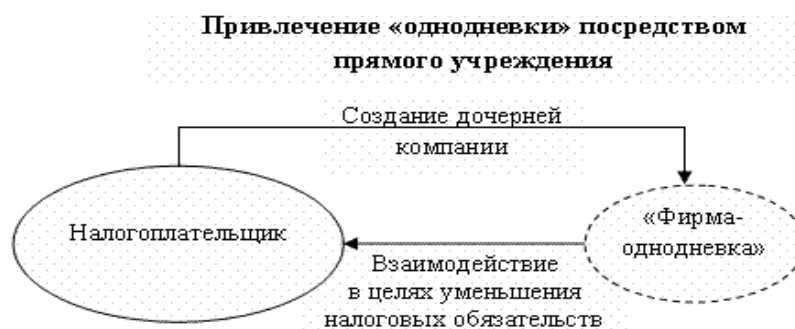 Привлечение «однодневки» посредством
прямого учреждения
Создание дочерней
компании
Налогоплательщик
«Фирма-
однодневка»
Взаимодействие
в целях уменьшения
налоговых обязательств